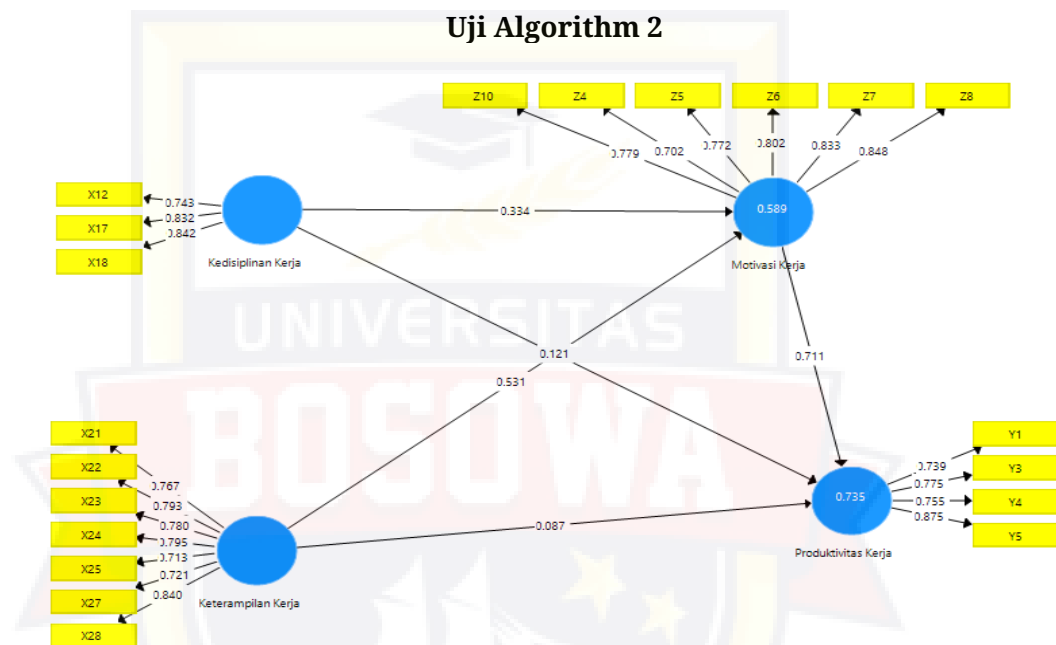 Uji Algorithm 2
Z10 Z4 Z5 Z6 Z7 Z8
0.779 0.702 0.772 0.802 0.833 0.848
X12
X17
X18
0.743
0.832
0.842
Kedisiplinan Kerja
0.334
0.589
Motivasi Kerja
UNIVERSITAS
0.121
0.531
0.711
BOSOWA
X21
X22
X23
X24
X25
X27
X28
0.767
0.793
0.780
0.795
0.713
0.721
0.840
Keterampilan Kerja
0.087
0.735
Produktivitas Kerja
0.739
0.775
0.755
0.875
Y1
Y3
Y4
Y5